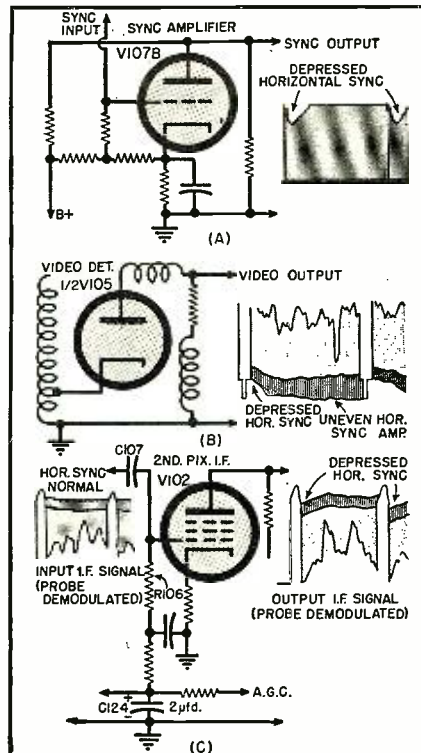 SYNC
INPUT
SYNC AMPLIFIER
V107B
SYNC OUTPUT
DEPRESSED
HORIZONTAL SYNC
B+
(A)
VIDEO DET.
1/2V105
VIDEO OUTPUT
DEPRESSED
HOR. SYNC
UNEVEN HOR.
SYNC AMP.
(B)
C107
2ND. PIX. I.F.
V102
HOR. SYNC
NORMAL
DEPRESSED
HOR. SYNC
INPUT I.F. SIGNAL
(PROBE
DEMODULATED)
R106
OUTPUT I.F. SIGNAL
(PROBE DEMODULATED)
A.G.C.
+
C124
2µfd.
(C)